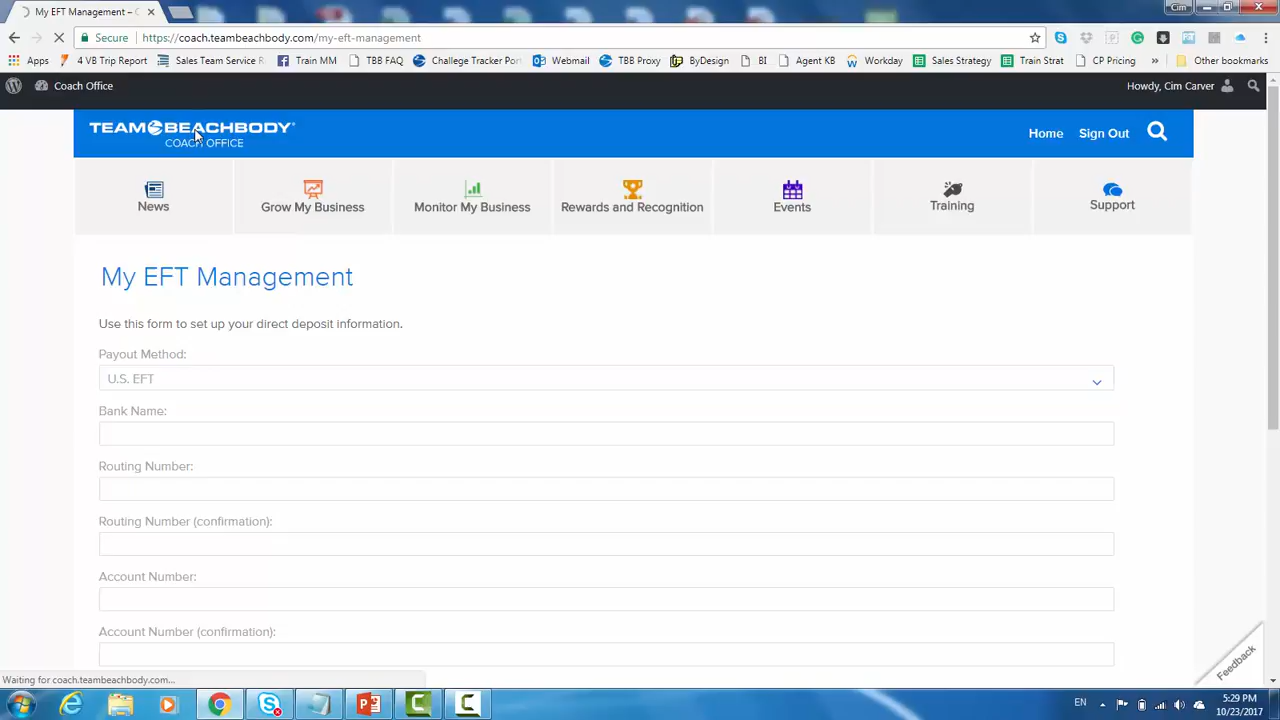 My EFT Management – C
Cim
Secure https://coach.teambeachbody.com/my-eft-management
Apps 4 VB Trip Report Sales Team Service R Train MM TBB FAQ Challege Tracker Por Webmail TBB Proxy ByDesign BI Agent KB Workday Sales Strategy Train Strat CP Pricing » Other bookmarks
Coach Office Howdy, Cim Carver
TEAM BEACHBODY®
COACH OFFICE
Home Sign Out
News Grow My Business Monitor My Business Rewards and Recognition Events Training Support
My EFT Management
Use this form to set up your direct deposit information.
Payout Method:
U.S. EFT
Bank Name:
Routing Number:
Routing Number (confirmation):
Account Number:
Account Number (confirmation):
Feedback
Waiting for coach.teambeachbody.com...
EN 5:29 PM
10/23/2017